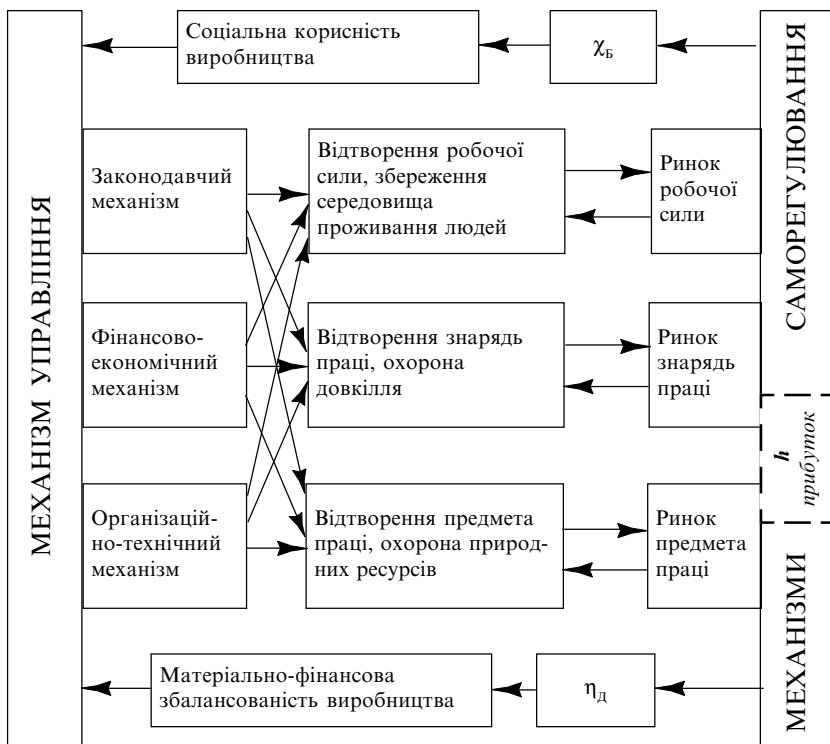 МЕХАНІЗМ УПРАВЛІННЯ
Соціальна корисність
виробництва
χБ
САМОРЕГУЛЮВАННЯ
Законодавчий
механізм
Відтворення робочої
сили, збереження
середовища
проживання людей
Ринок
робочої
сили
Фінансово-
економічний
механізм
Відтворення знарядь
праці, охорона
довкілля
Ринок
знарядь
праці
h
прибуток
Організацій-
но-технічний
механізм
Відтворення предмета
праці, охорона природ-
них ресурсів
Ринок
предмета
праці
МЕХАНІЗМИ
Матеріально-фінансова
збалансованість виробництва
ηД